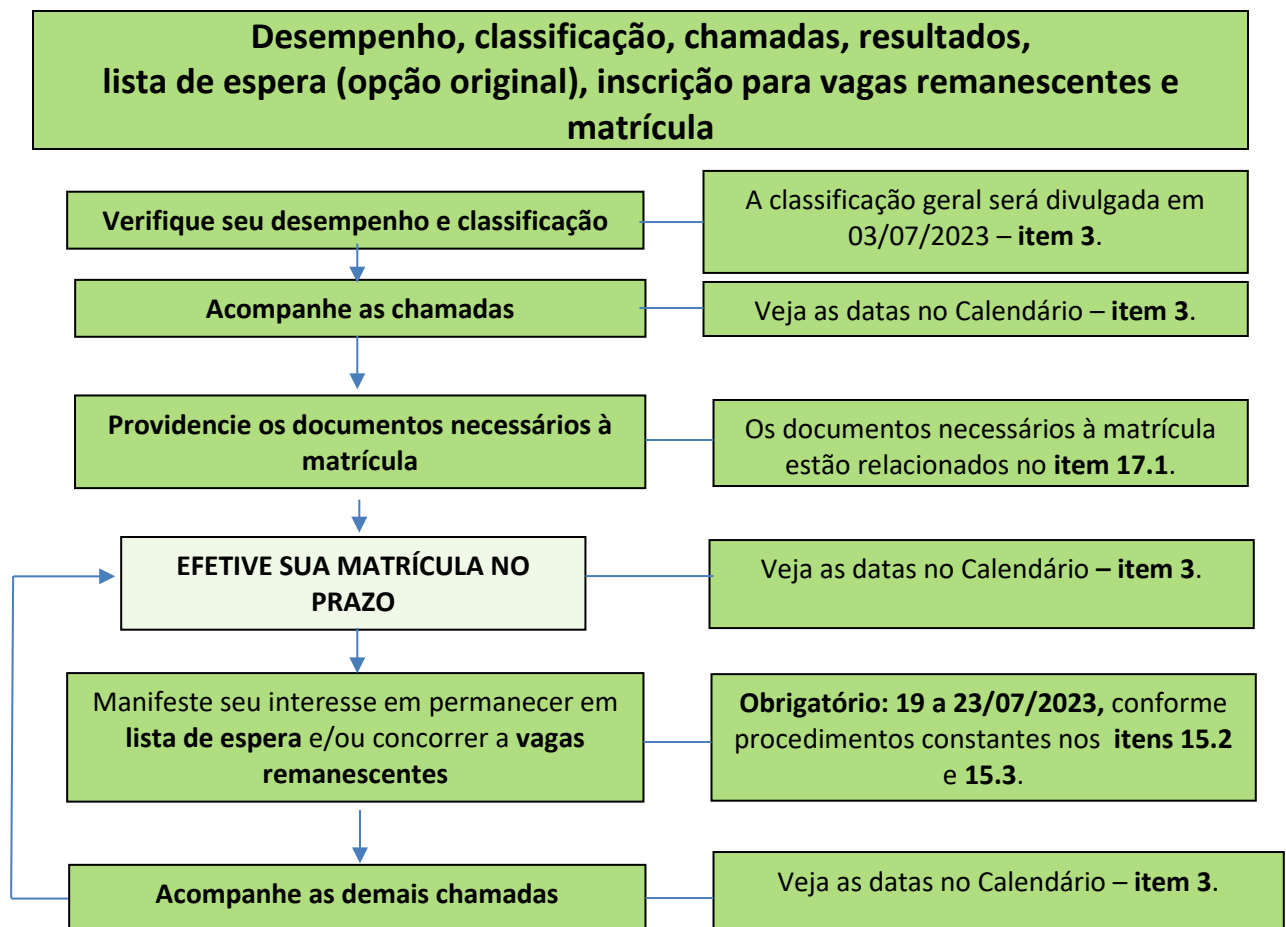 Desempenho, classificação, chamadas, resultados,
lista de espera (opção original), inscrição para vagas remanescentes e
matrícula
Verifique seu desempenho e classificação
A classificação geral será divulgada em
03/07/2023 – item 3.
Acompanhe as chamadas
Veja as datas no Calendário – item 3.
Providencie os documentos necessários à
matrícula
Os documentos necessários à matrícula
estão relacionados no item 17.1.
EFETIVE SUA MATRÍCULA NO
PRAZO
Veja as datas no Calendário – item 3.
Manifeste seu interesse em permanecer em
lista de espera e/ou concorrer a vagas
remanescentes
Obrigatório: 19 a 23/07/2023, conforme
procedimentos constantes nos itens 15.2
e 15.3.
Acompanhe as demais chamadas
Veja as datas no Calendário – item 3.